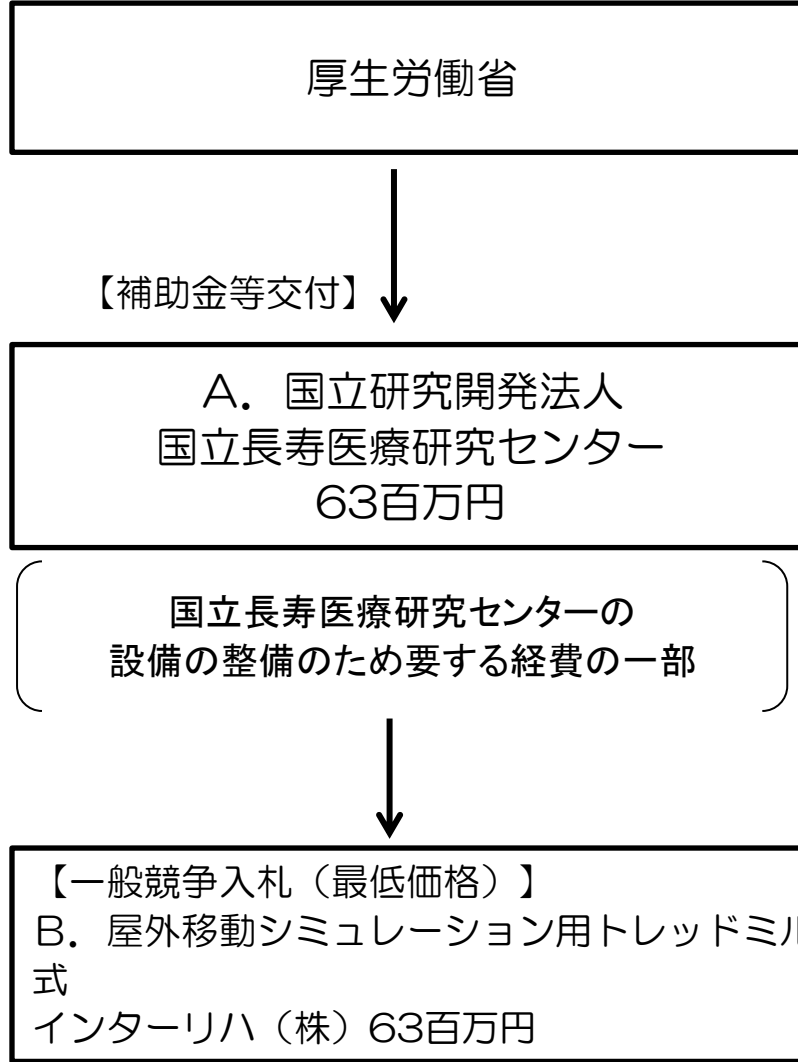 厚生労働省
【補助金等交付】
A．国立研究開発法人
国立長寿医療研究センター
63百万円
国立長寿医療研究センターの
設備の整備のため要する経費の一部
【一般競争入札（最低価格）】
B．屋外移動シミュレーション用トレッドミル
式
インターリハ（株）63百万円